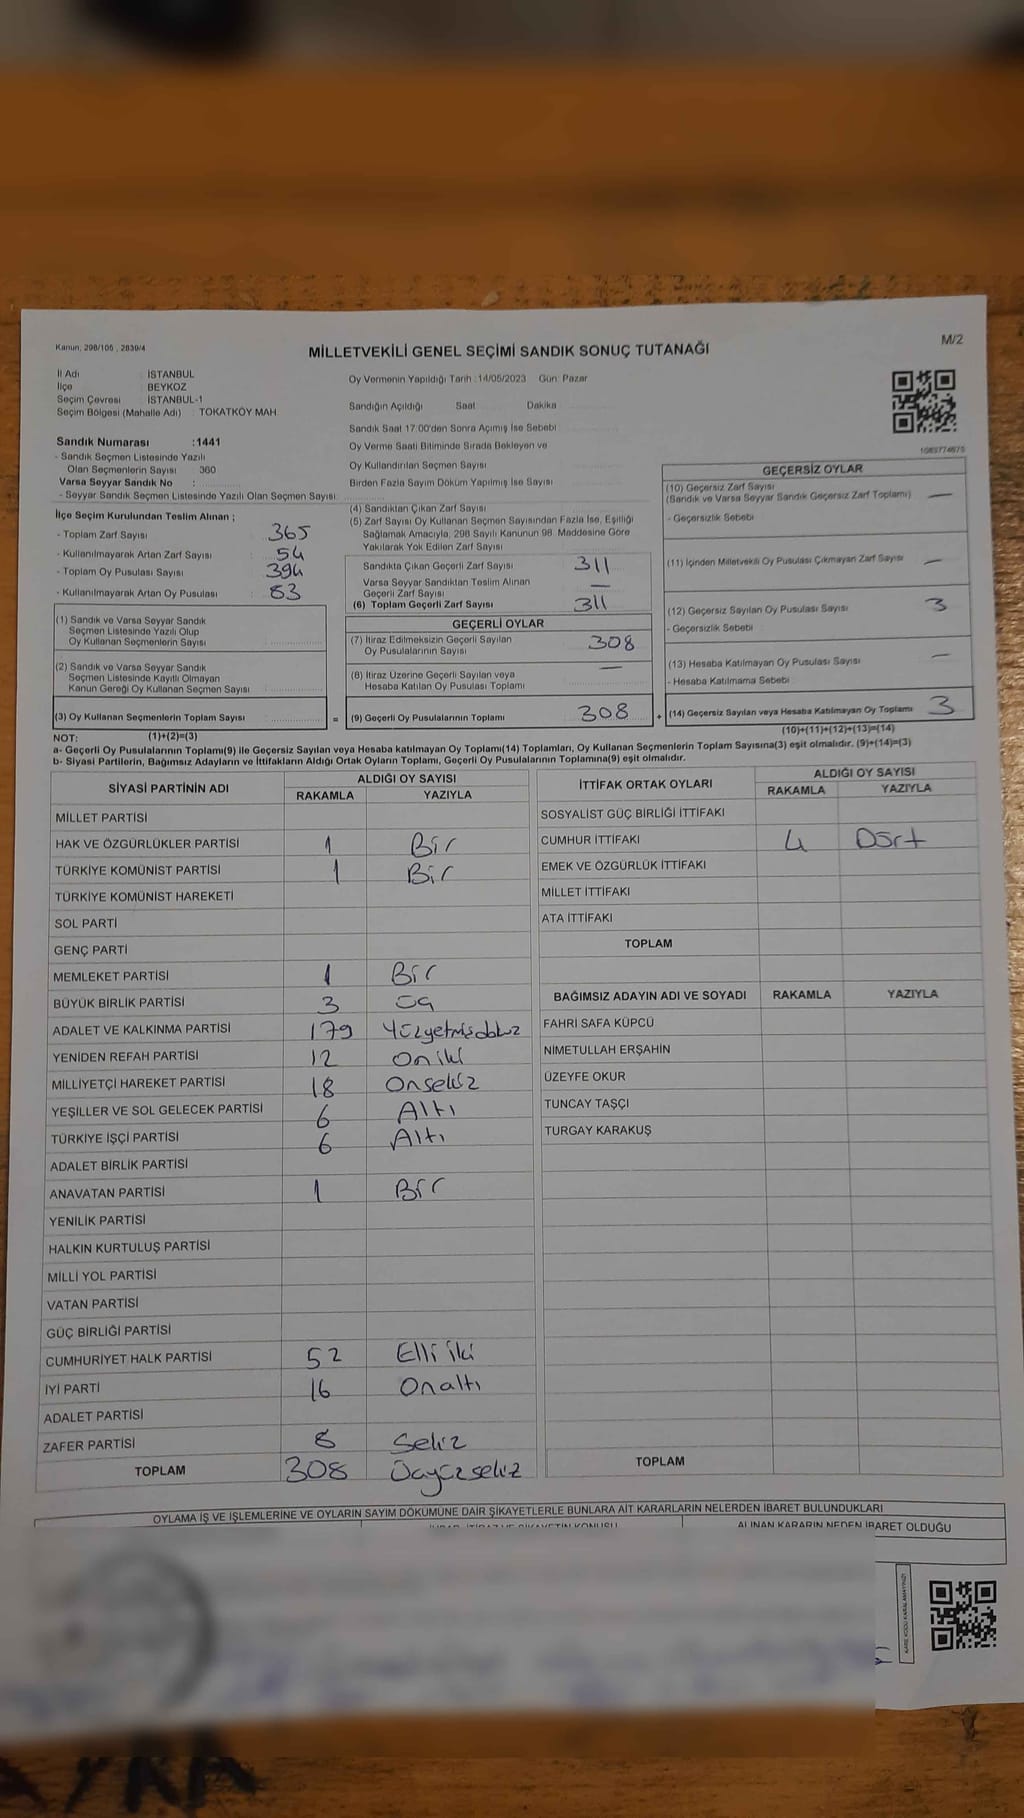 Kanun, 298/105 , 2839/4
M/2
MİLLETVEKİLİ GENEL SEÇİMİ SANDIK SONUÇ TUTANAĞI
İl Adı : İSTANBUL
İlçe : BEYKOZ
Seçim Çevresi : İSTANBUL-1
Seçim Bölgesi (Mahalle Adı) : TOKATKÖY MAH.
Sandık Numarası :1441
- Sandık Seçmen Listesinde Yazılı
Olan Seçmenlerin Sayısı : 360
Varsa Seyyar Sandık No :
- Seyyar Sandık Seçmen Listesinde Yazılı Olan Seçmen Sayısı:
Oy Vermenin Yapıldığı Tarih :14/05/2023 Gün: Pazar
Sandığın Açıldığı Saat Dakika
Sandık Saat 17:00'den Sonra Açımış İse Sebebi
Oy Verme Saati Bitiminde Sırada Bekleyen ve
Oy Kullandırılan Seçmen Sayısı
Birden Fazla Sayım Döküm Yapılmış İse Sayısı
İlçe Seçim Kurulundan Teslim Alınan ;
- Toplam Zarf Sayısı : 365
- Kullanılmayarak Artan Zarf Sayısı : 54
- Toplam Oy Pusulası Sayısı : 394
- Kullanılmayarak Artan Oy Pusulası : 83
(1) Sandık ve Varsa Seyyar Sandık
Seçmen Listesinde Yazılı Olup
Oy Kullanan Seçmenlerin Sayısı
(2) Sandık ve Varsa Seyyar Sandık
Seçmen Listesinde Kayıtlı Olmayan
Kanun Gereği Oy Kullanan Seçmen Sayısı
(3) Oy Kullanan Seçmenlerin Toplam Sayısı =
(4) Sandıktan Çıkan Zarf Sayısı
(5) Zarf Sayısı Oy Kullanan Seçmen Sayısından Fazla İse, Eşitliği
Sağlamak Amacıyla, 298 Sayılı Kanunun 98. Maddesine Göre
Yakılarak Yok Edilen Zarf Sayısı
Sandıkta Çıkan Geçerli Zarf Sayısı 311
Varsa Seyyar Sandıktan Teslim Alınan
Geçerli Zarf Sayısı —
(6) Toplam Geçerli Zarf Sayısı 311
GEÇERLİ OYLAR
(7) İtiraz Edilmeksizin Geçerli Sayılan
Oy Pusulalarının Sayısı 308
(8) İtiraz Üzerine Geçerli Sayılan veya —
Hesaba Katılan Oy Pusulası Toplamı
(9) Geçerli Oy Pusulalarının Toplamı 308 +
GEÇERSİZ OYLAR
(10) Geçersiz Zarf Sayısı
(Sandık ve Varsa Seyyar Sandık Geçersiz Zarf Toplamı) —
- Geçersizlik Sebebi
(11) İçinden Milletvekili Oy Pusulası Çıkmayan Zarf Sayısı —
(12) Geçersiz Sayılan Oy Pusulası Sayısı 3
- Geçersizlik Sebebi
(13) Hesaba Katılmayan Oy Pusulası Sayısı —
- Hesaba Katılmama Sebebi
(14) Geçersiz Sayılan veya Hesaba Katılmayan Oy Toplamı 3
NOT: (1)+(2)=(3) (10)+(11)+(12)+(13)=(14)
a- Geçerli Oy Pusulalarının Toplamı(9) ile Geçersiz Sayılan veya Hesaba katılmayan Oy Toplamı(14) Toplamları, Oy Kullanan Seçmenlerin Toplam Sayısına(3) eşit olmalıdır. (9)+(14)=(3)
b- Siyasi Partilerin, Bağımsız Adayların ve İttifakların Aldığı Ortak Oyların Toplamı, Geçerli Oy Pusulalarının Toplamına(9) eşit olmalıdır.
SİYASİ PARTİNİN ADI ALDIĞI OY SAYISI
RAKAMLA YAZIYLA
MİLLET PARTİSİ
HAK VE ÖZGÜRLÜKLER PARTİSİ 1 Bir
TÜRKİYE KOMÜNİST PARTİSİ 1 Bir
TÜRKİYE KOMÜNİST HAREKETİ
SOL PARTİ
GENÇ PARTİ
MEMLEKET PARTİSİ 1 Bir
BÜYÜK BİRLİK PARTİSİ 3 Üç
ADALET VE KALKINMA PARTİSİ 179 Yüzyetmişdokuz
YENİDEN REFAH PARTİSİ 12 Oniki
MİLLİYETÇİ HAREKET PARTİSİ 18 Onsekiz
YEŞİLLER VE SOL GELECEK PARTİSİ 6 Altı
TÜRKİYE İŞÇİ PARTİSİ 6 Altı
ADALET BİRLİK PARTİSİ
ANAVATAN PARTİSİ 1 Bir
YENİLİK PARTİSİ
HALKIN KURTULUŞ PARTİSİ
MİLLİ YOL PARTİSİ
VATAN PARTİSİ
GÜÇ BİRLİĞİ PARTİSİ
CUMHURİYET HALK PARTİSİ 52 Elli iki
İYİ PARTİ 16 Onaltı
ADALET PARTİSİ
ZAFER PARTİSİ 8 Sekiz
TOPLAM 308 Üçyüzsekiz
İTTİFAK ORTAK OYLARI ALDIĞI OY SAYISI
RAKAMLA YAZIYLA
SOSYALİST GÜÇ BİRLİĞİ İTTİFAKI
CUMHUR İTTİFAKI 4 Dört
EMEK VE ÖZGÜRLÜK İTTİFAKI
MİLLET İTTİFAKI
ATA İTTİFAKI
TOPLAM
BAĞIMSIZ ADAYIN ADI VE SOYADI RAKAMLA YAZIYLA
FAHRİ SAFA KÜPCÜ
NİMETULLAH ERŞAHİN
ÜZEYFE OKUR
TUNCAY TAŞÇI
TURGAY KARAKUŞ
TOPLAM
OYLAMA İŞ VE İŞLEMLERİNE VE OYLARIN SAYIM DÖKÜMÜNE DAİR ŞİKAYETLERLE BUNLARA AİT KARARLARIN NELERDEN İBARET BULUNDUKLARI
ALINAN KARARIN NEDEN İBARET OLDUĞU
KARE KODU KARALAMAYINIZ!